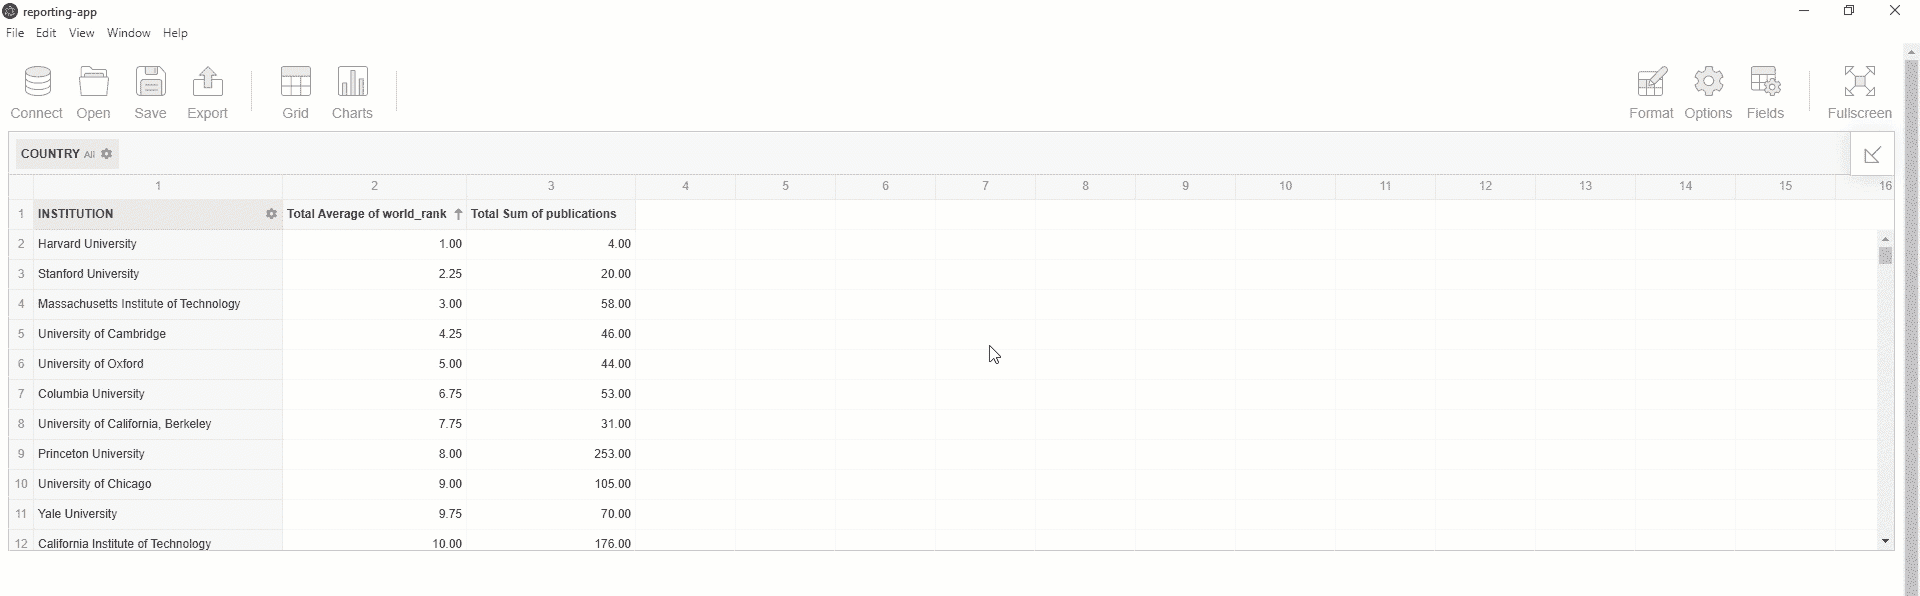 reporting-app
File Edit View Window Help
Connect Open Save Export Grid Charts Format Options Fields Fullscreen
COUNTRY All
1 2 3 4 5 6 7 8 9 10 11 12 13 14 15 16
1 INSTITUTION Total Average of world_rank Total Sum of publications
2 Harvard University 1.00 4.00
3 Stanford University 2.25 20.00
4 Massachusetts Institute of Technology 3.00 58.00
5 University of Cambridge 4.25 46.00
6 University of Oxford 5.00 44.00
7 Columbia University 6.75 53.00
8 University of California, Berkeley 7.75 31.00
9 Princeton University 8.00 253.00
10 University of Chicago 9.00 105.00
11 Yale University 9.75 70.00
12 California Institute of Technology 10.00 176.00